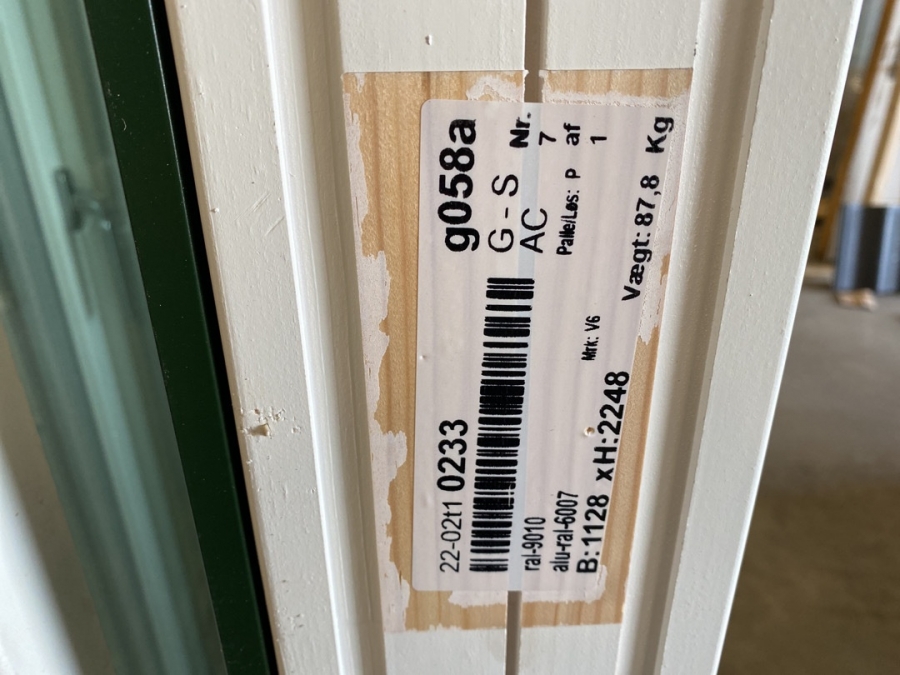 22-02t1 0233 g058a
G - S Nr.
AC 7
ral-9010 Palle/Løs: P af
alu-ral-6007 Mrk: V6 1
B:1128 xH:2248 Vægt: 87,8 Kg